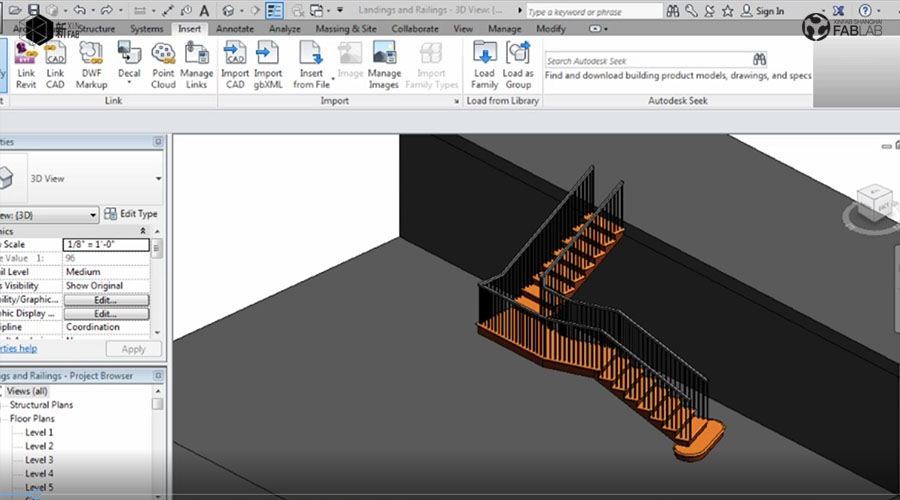 Landings and Railings - 3D View: {
Type a keyword or phrase
Sign In
新 XIN FAB
XINFAB SHANGHAI
FABLAB
Structure Systems Insert Annotate Analyze Massing & Site Collaborate View Manage Modify
Link Revit
Link CAD
DWF Markup
Decal
Point Cloud
Manage Links
Import CAD
Import gbXML
Insert from File
Image
Manage Images
Import Family Types
Load Family
Load as Group
Search Autodesk Seek
Find and download building product models, drawings, and specs
Link
Import
Load from Library
Autodesk Seek
ties
3D View
ew: {3D}
Edit Type
hics
v Scale 1/8" = 1'-0"
e Value 1: 96
il Level Medium
s Visibility Show Original
bility/Graphic... Edit...
phic Display ... Edit...
ipline Coordination
rties help
Apply
ngs and Railings - Project Browser
Views (all)
Structural Plans
Floor Plans
Level 1
Level 2
Level 3
Level 4
Level 5